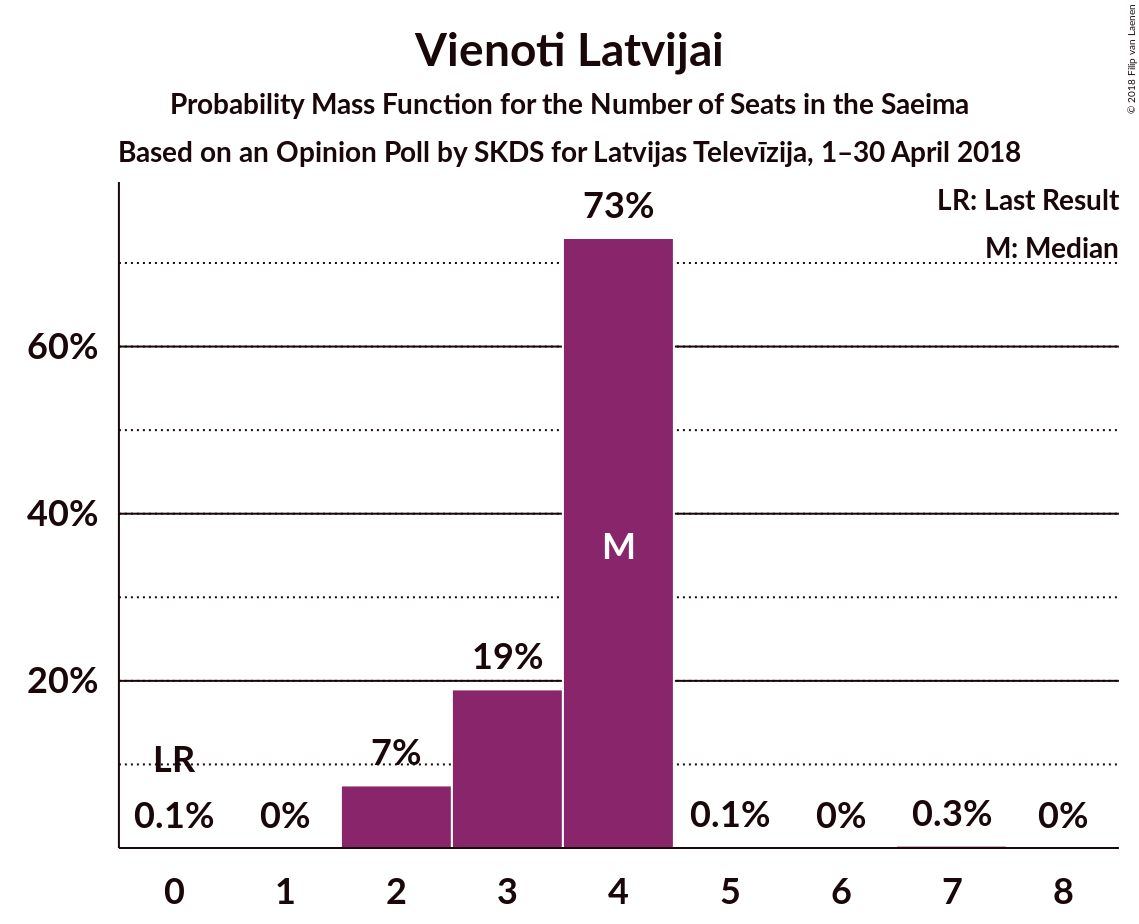 Vienoti Latvijai
Probability Mass Function for the Number of Seats in the Saeima
Based on an Opinion Poll by SKDS for Latvijas Televīzija, 1–30 April 2018
© 2018 Filip van Laenen
LR: Last Result
M: Median
73%
60%
40%
M
19%
20%
7%
LR
0.1% 0% 0.1% 0% 0.3% 0%
0 1 2 3 4 5 6 7 8